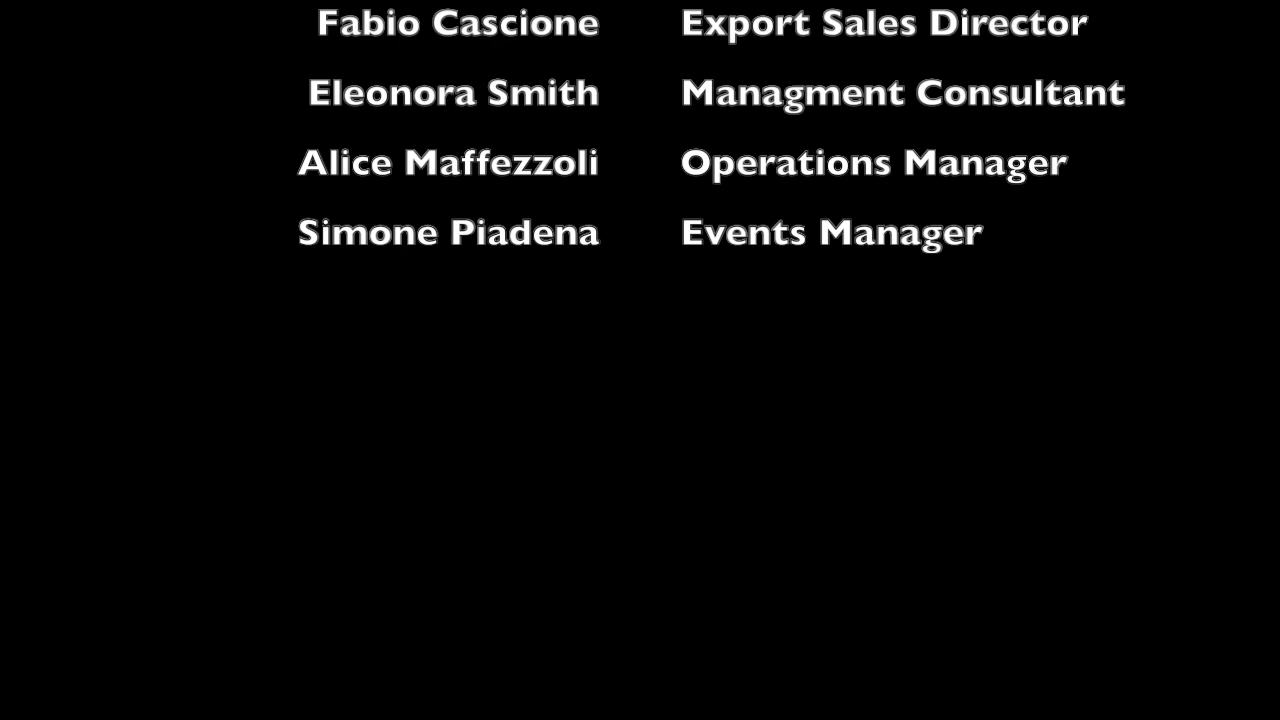 Fabio Cascione Export Sales Director
Eleonora Smith Managment Consultant
Alice Maffezzoli Operations Manager
Simone Piadena Events Manager